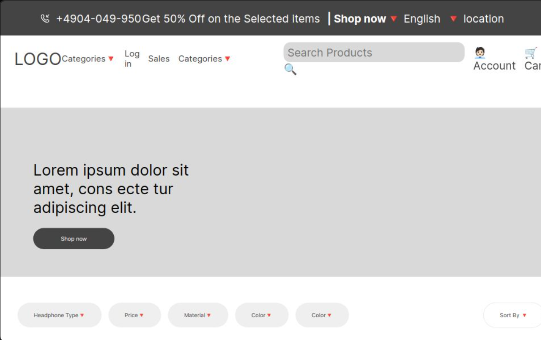 +4904-049-950 Get 50% Off on the Selected Items | Shop now English location
LOGO Categories Log in Sales Categories Search Products Account Car
Lorem ipsum dolor sit
amet, cons ecte tur
adipiscing elit.
Shop now
Headphone Type Price Material Color Color Sort By